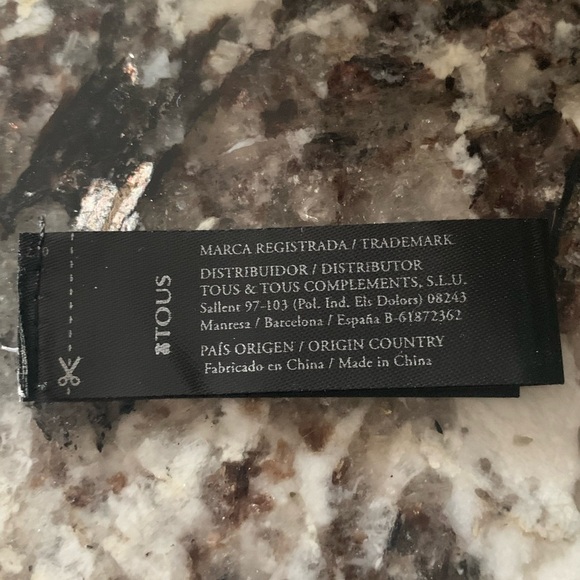 TOUS
MARCA REGISTRADA / TRADEMARK
DISTRIBUIDOR / DISTRIBUTOR
TOUS & TOUS COMPLEMENTS, S.L.U.
Sallent 97-103 (Pol. Ind. Els Dolors) 08243
Manresa / Barcelona / España B-61872362
PAÍS ORIGEN / ORIGIN COUNTRY
Fabricado en China / Made in China